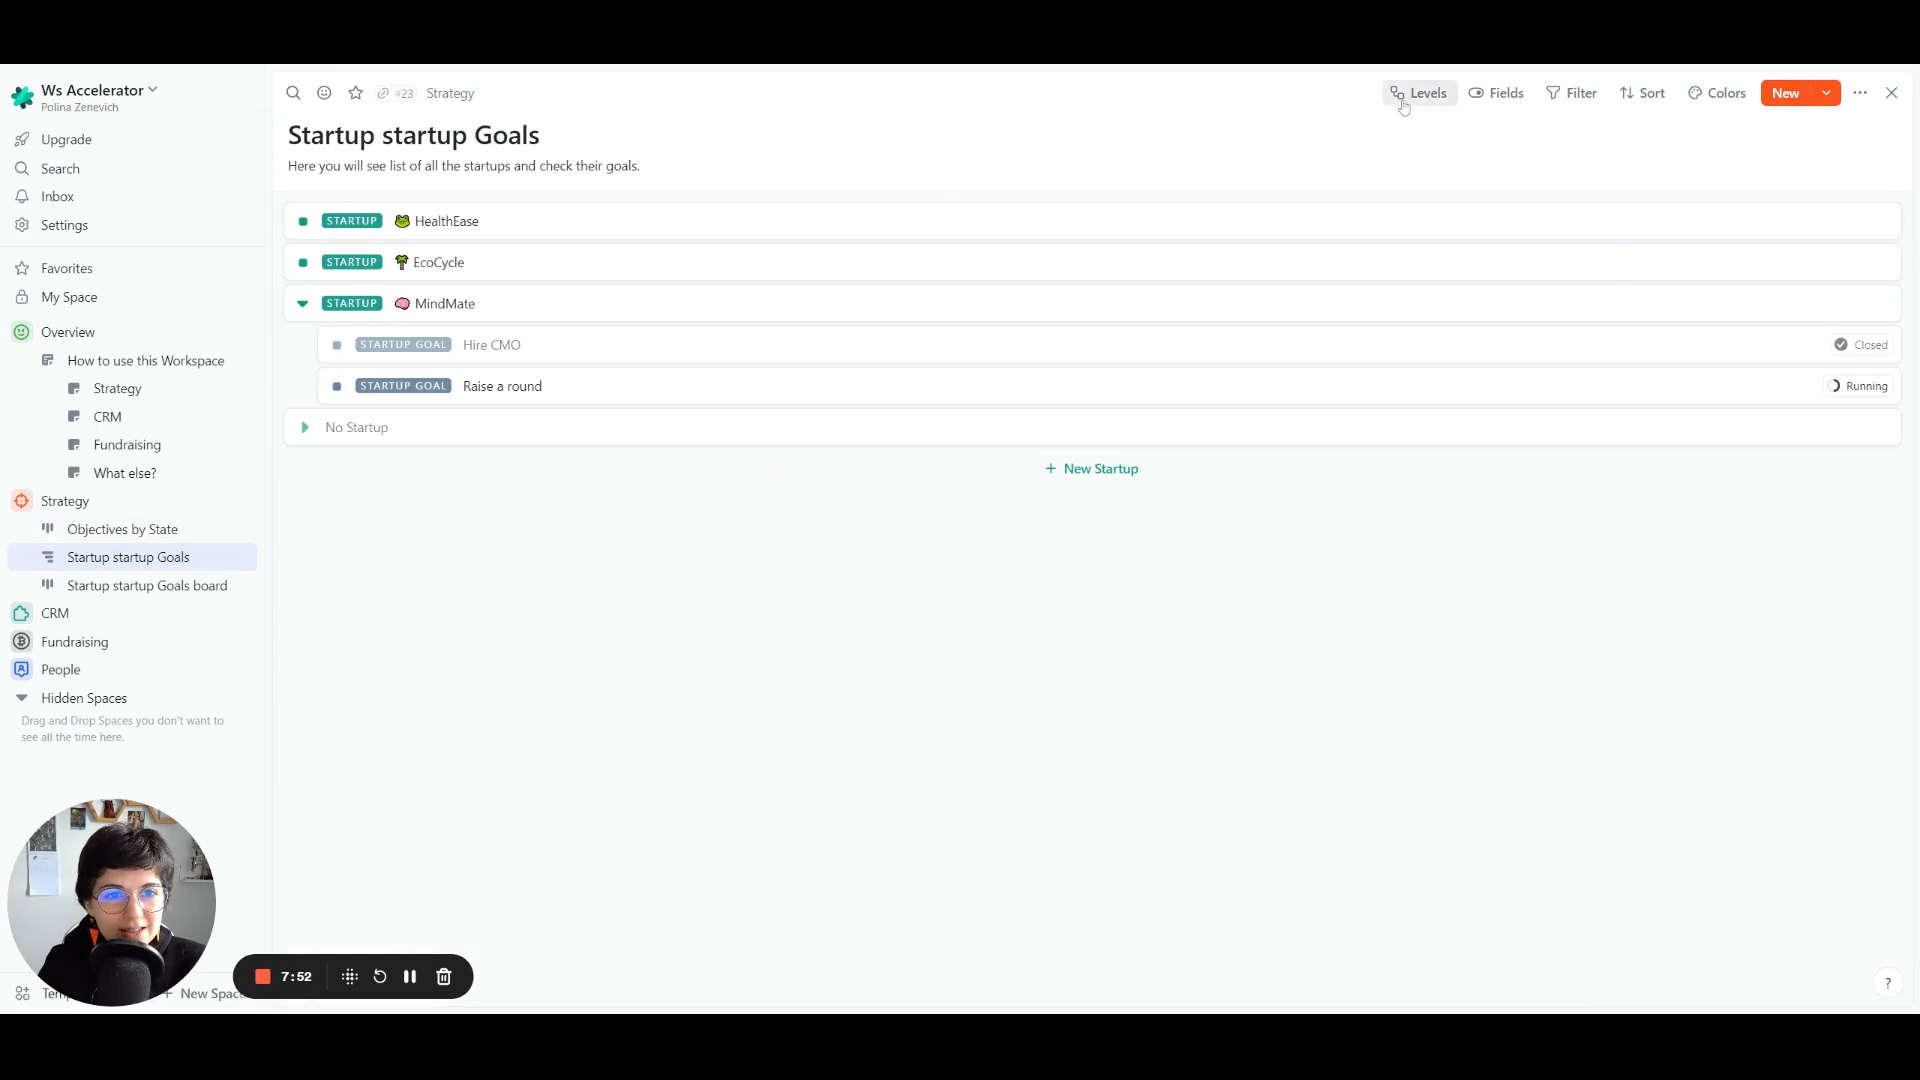 Ws Accelerator
Polina Zenevich
Upgrade
Search
Inbox
Settings
Favorites
My Space
Overview
How to use this Workspace
Strategy
CRM
Fundraising
What else?
Strategy
Objectives by State
Startup startup Goals
Startup startup Goals board
CRM
Fundraising
People
Hidden Spaces
Drag and Drop Spaces you don't want to
see all the time here.
+ New Space
#23 Strategy
Levels Fields Filter Sort Colors New
Startup startup Goals
Here you will see list of all the startups and check their goals.
STARTUP HealthEase
STARTUP EcoCycle
STARTUP MindMate
STARTUP GOAL Hire CMO Closed
STARTUP GOAL Raise a round Running
No Startup
+ New Startup
7:52
?